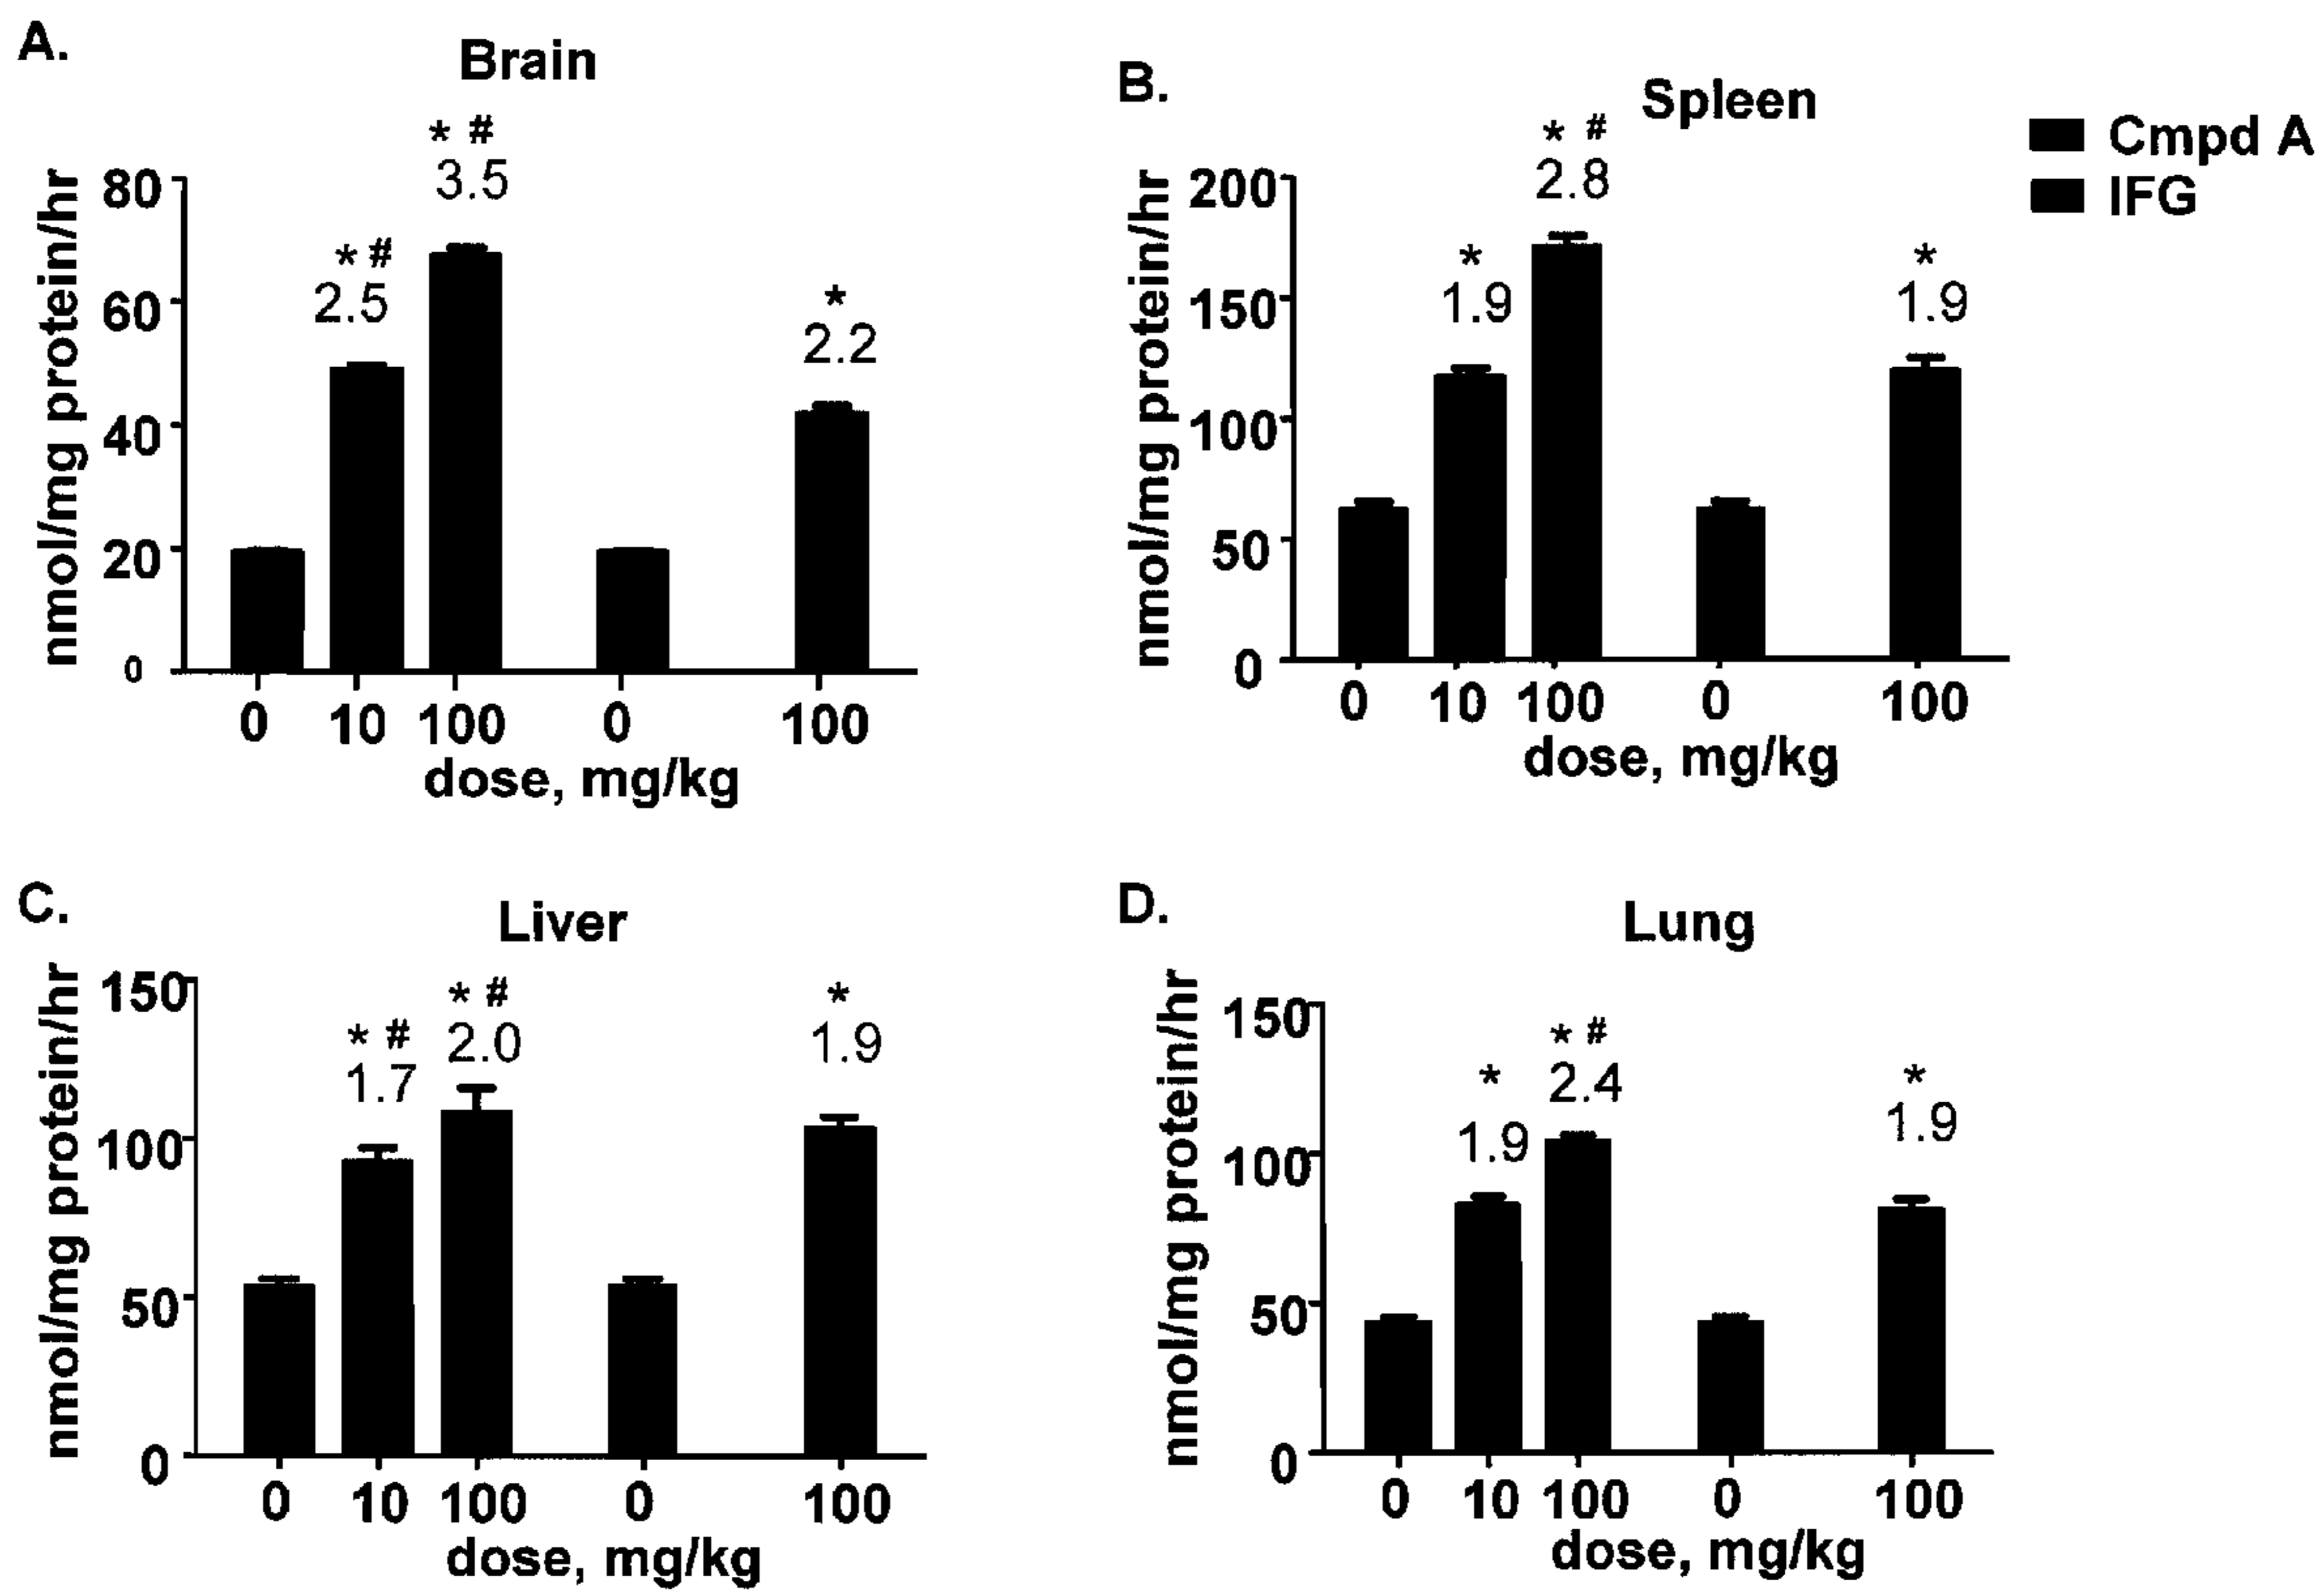 A.
Brain
* #
3.5
* #
2.5
*
2.2
nmol/mg protein/hr
80
60
40
20
0
0 10 100 0 100
dose, mg/kg
B.
Spleen
* #
2.8
*
1.9
*
1.9
nmol/mg protein/hr
200
150
100
50
0
0 10 100 0 100
dose, mg/kg
Cmpd A
IFG
C.
Liver
* #
2.0
* #
1.7
*
1.9
nmol/mg protein/hr
150
100
50
0
0 10 100 0 100
dose, mg/kg
D.
Lung
* #
2.4
*
1.9
*
1.9
nmol/mg protein/hr
150
100
50
0
0 10 100 0 100
dose, mg/kg